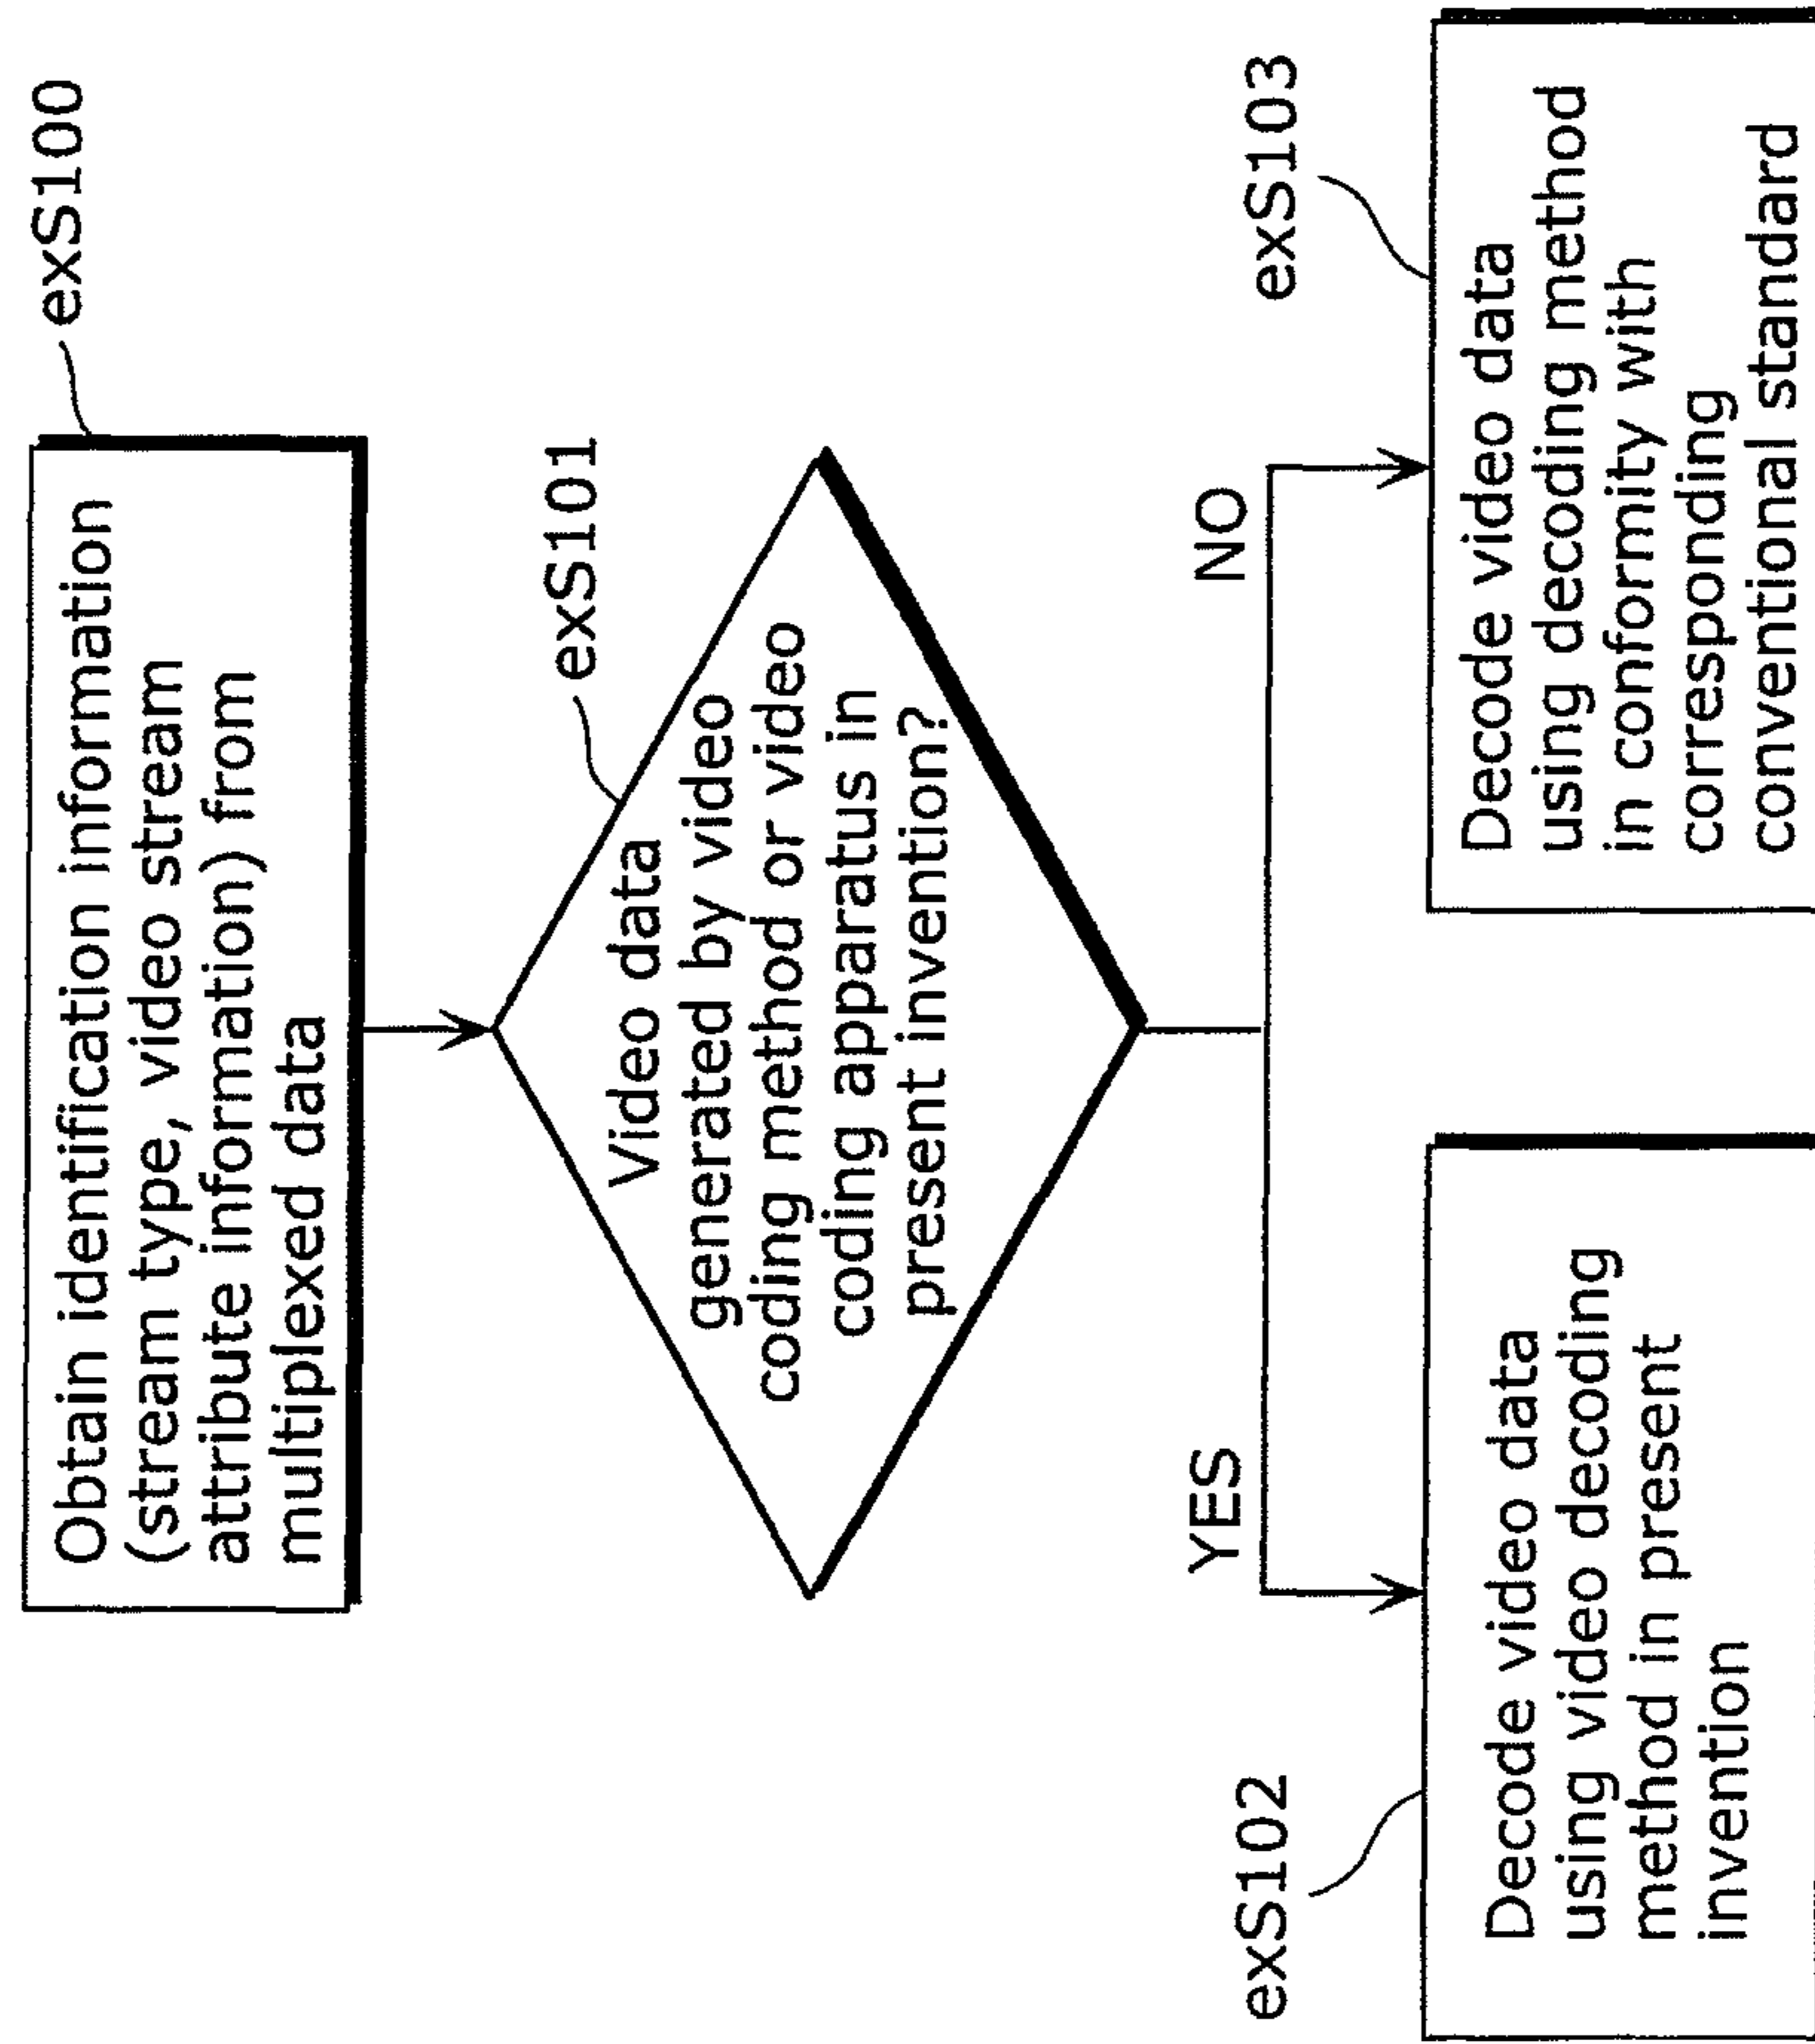 exS100
Obtain identification information
(stream type, video stream
attribute information) from
multiplexed data
exS101
Video data
generated by video
coding method or video
coding apparatus in
present invention?
YES
NO
exS102
Decode video data
using video decoding
method in present
invention
exS103
Decode video data
using decoding method
in conformity with
corresponding
conventional standard